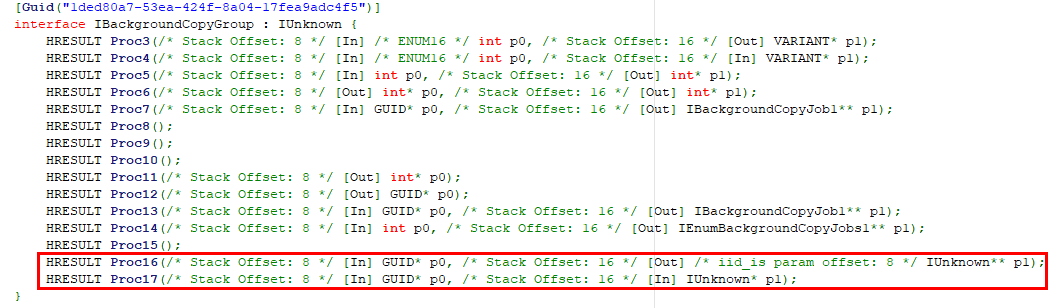 [Guid("1ded80a7-53ea-424f-8a04-17fea9adc4f5")]
interface IBackgroundCopyGroup : IUnknown {
    HRESULT Proc3(/* Stack Offset: 8 */ [In] /* ENUM16 */ int p0, /* Stack Offset: 16 */ [Out] VARIANT* p1);
    HRESULT Proc4(/* Stack Offset: 8 */ [In] /* ENUM16 */ int p0, /* Stack Offset: 16 */ [In] VARIANT* p1);
    HRESULT Proc5(/* Stack Offset: 8 */ [In] int p0, /* Stack Offset: 16 */ [Out] int* p1);
    HRESULT Proc6(/* Stack Offset: 8 */ [Out] int* p0, /* Stack Offset: 16 */ [Out] int* p1);
    HRESULT Proc7(/* Stack Offset: 8 */ [In] GUID* p0, /* Stack Offset: 16 */ [Out] IBackgroundCopyJob1** p1);
    HRESULT Proc8();
    HRESULT Proc9();
    HRESULT Proc10();
    HRESULT Proc11(/* Stack Offset: 8 */ [Out] int* p0);
    HRESULT Proc12(/* Stack Offset: 8 */ [Out] GUID* p0);
    HRESULT Proc13(/* Stack Offset: 8 */ [In] GUID* p0, /* Stack Offset: 16 */ [Out] IBackgroundCopyJob1** p1);
    HRESULT Proc14(/* Stack Offset: 8 */ [In] int p0, /* Stack Offset: 16 */ [Out] IEnumBackgroundCopyJobs1** p1);
    HRESULT Proc15();
    HRESULT Proc16(/* Stack Offset: 8 */ [In] GUID* p0, /* Stack Offset: 16 */ [Out] /* iid_is param offset: 8 */ IUnknown** p1);
    HRESULT Proc17(/* Stack Offset: 8 */ [In] GUID* p0, /* Stack Offset: 16 */ [In] IUnknown* p1);
}